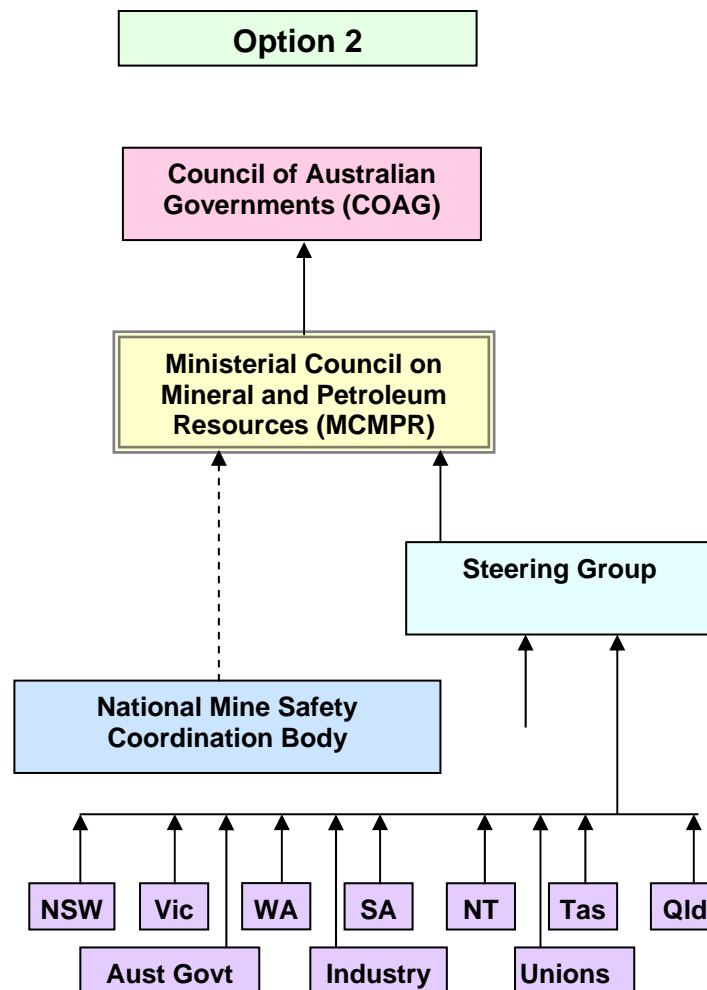 Option 2
Council of Australian
Governments (COAG)
Ministerial Council on
Mineral and Petroleum
Resources (MCMPR)
Steering Group
National Mine Safety
Coordination Body
NSW
Vic
WA
SA
NT
Tas
Qld
Aust Govt
Industry
Unions